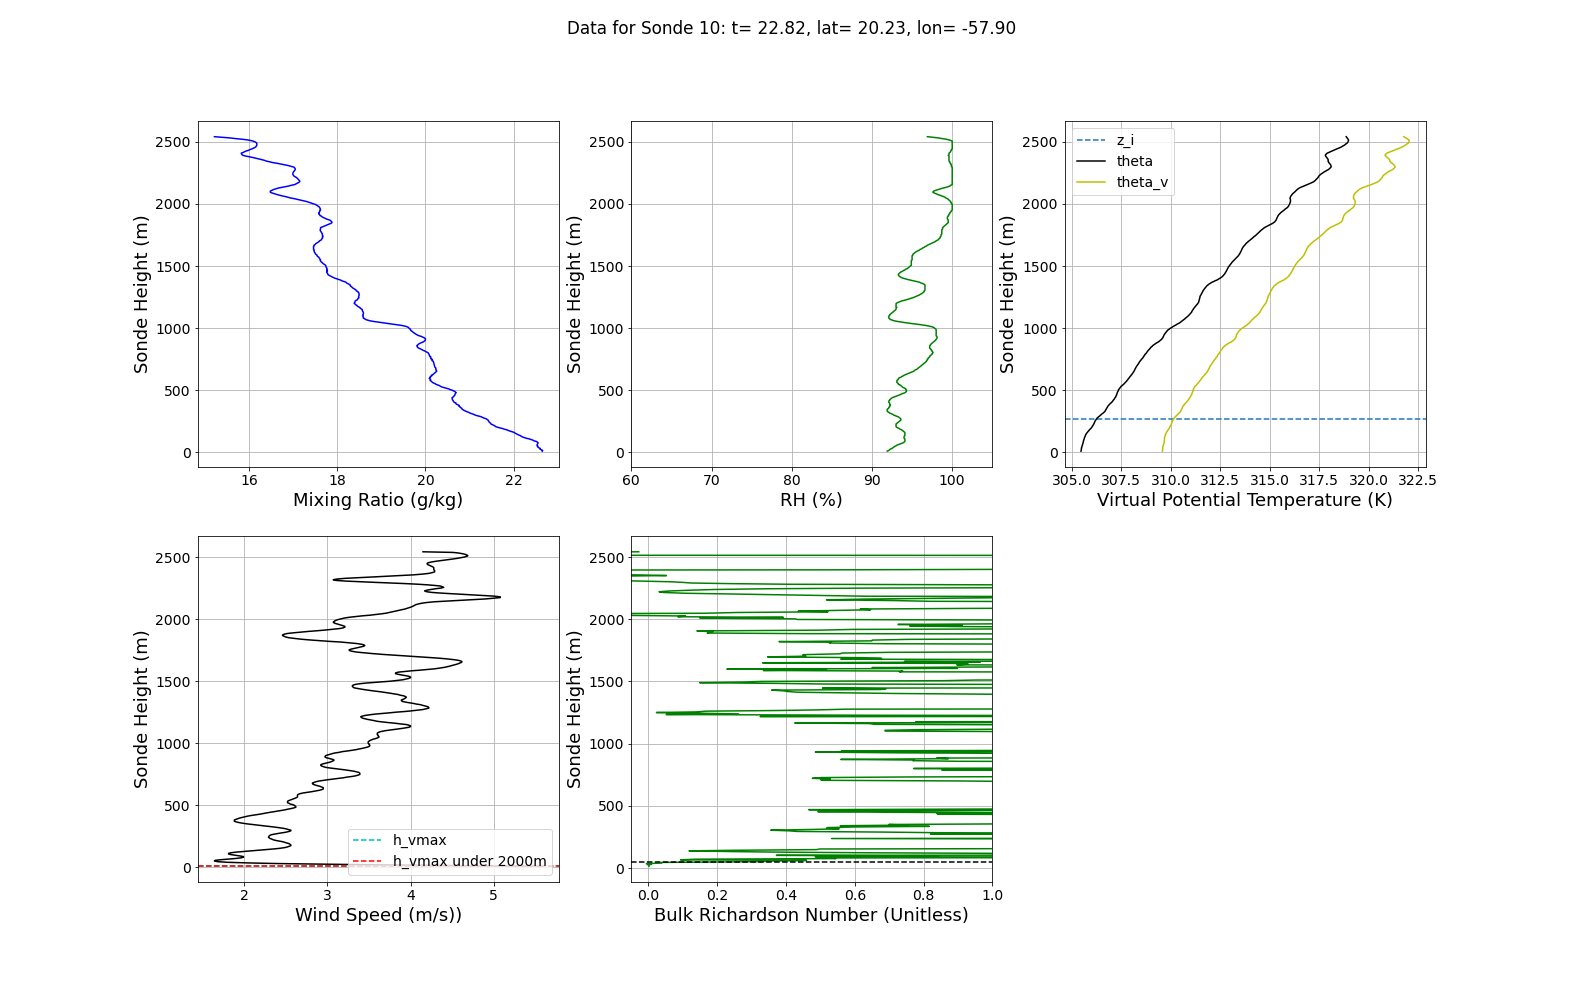 Data for Sonde 10: t= 22.82, lat= 20.23, lon= -57.90
Sonde Height (m)
2500
2000
1500
1000
500
0
16 18 20 22
Mixing Ratio (g/kg)
Sonde Height (m)
2500
2000
1500
1000
500
0
60 70 80 90 100
RH (%)
Sonde Height (m)
2500
2000
1500
1000
500
0
z_i
theta
theta_v
305.0 307.5 310.0 312.5 315.0 317.5 320.0 322.5
Virtual Potential Temperature (K)
Sonde Height (m)
2500
2000
1500
1000
500
0
h_vmax
h_vmax under 2000m
2 3 4 5
Wind Speed (m/s))
Sonde Height (m)
2500
2000
1500
1000
500
0
0.0 0.2 0.4 0.6 0.8 1.0
Bulk Richardson Number (Unitless)